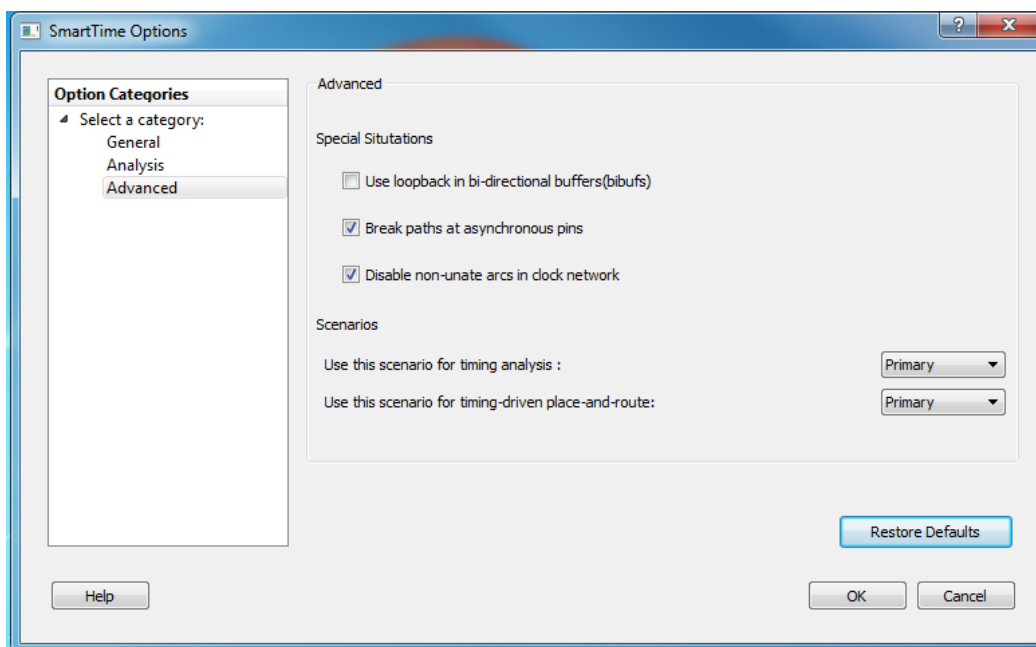 SmartTime Options
Option Categories
Select a category:
General
Analysis
Advanced
Advanced
Special Situtations
Use loopback in bi-directional buffers(bibufs)
Break paths at asynchronous pins
Disable non-unate arcs in clock network
Scenarios
Use this scenario for timing analysis : Primary
Use this scenario for timing-driven place-and-route: Primary
Restore Defaults
Help OK Cancel